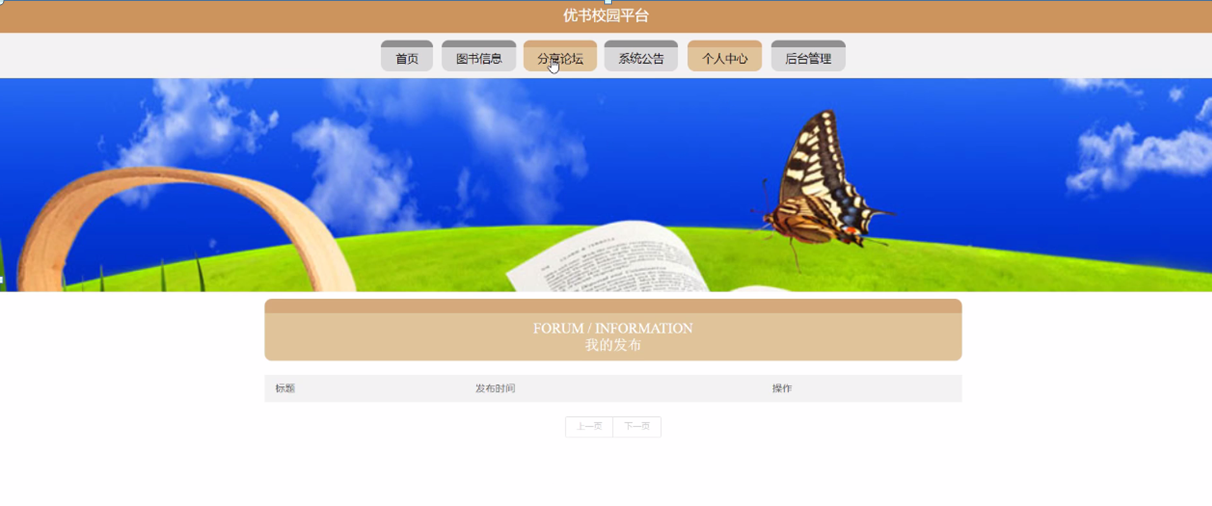 优书校园平台
首页 图书信息 分享论坛 系统公告 个人中心 后台管理
FORUM / INFORMATION
我的发布
标题 发布时间 操作
上一页 下一页